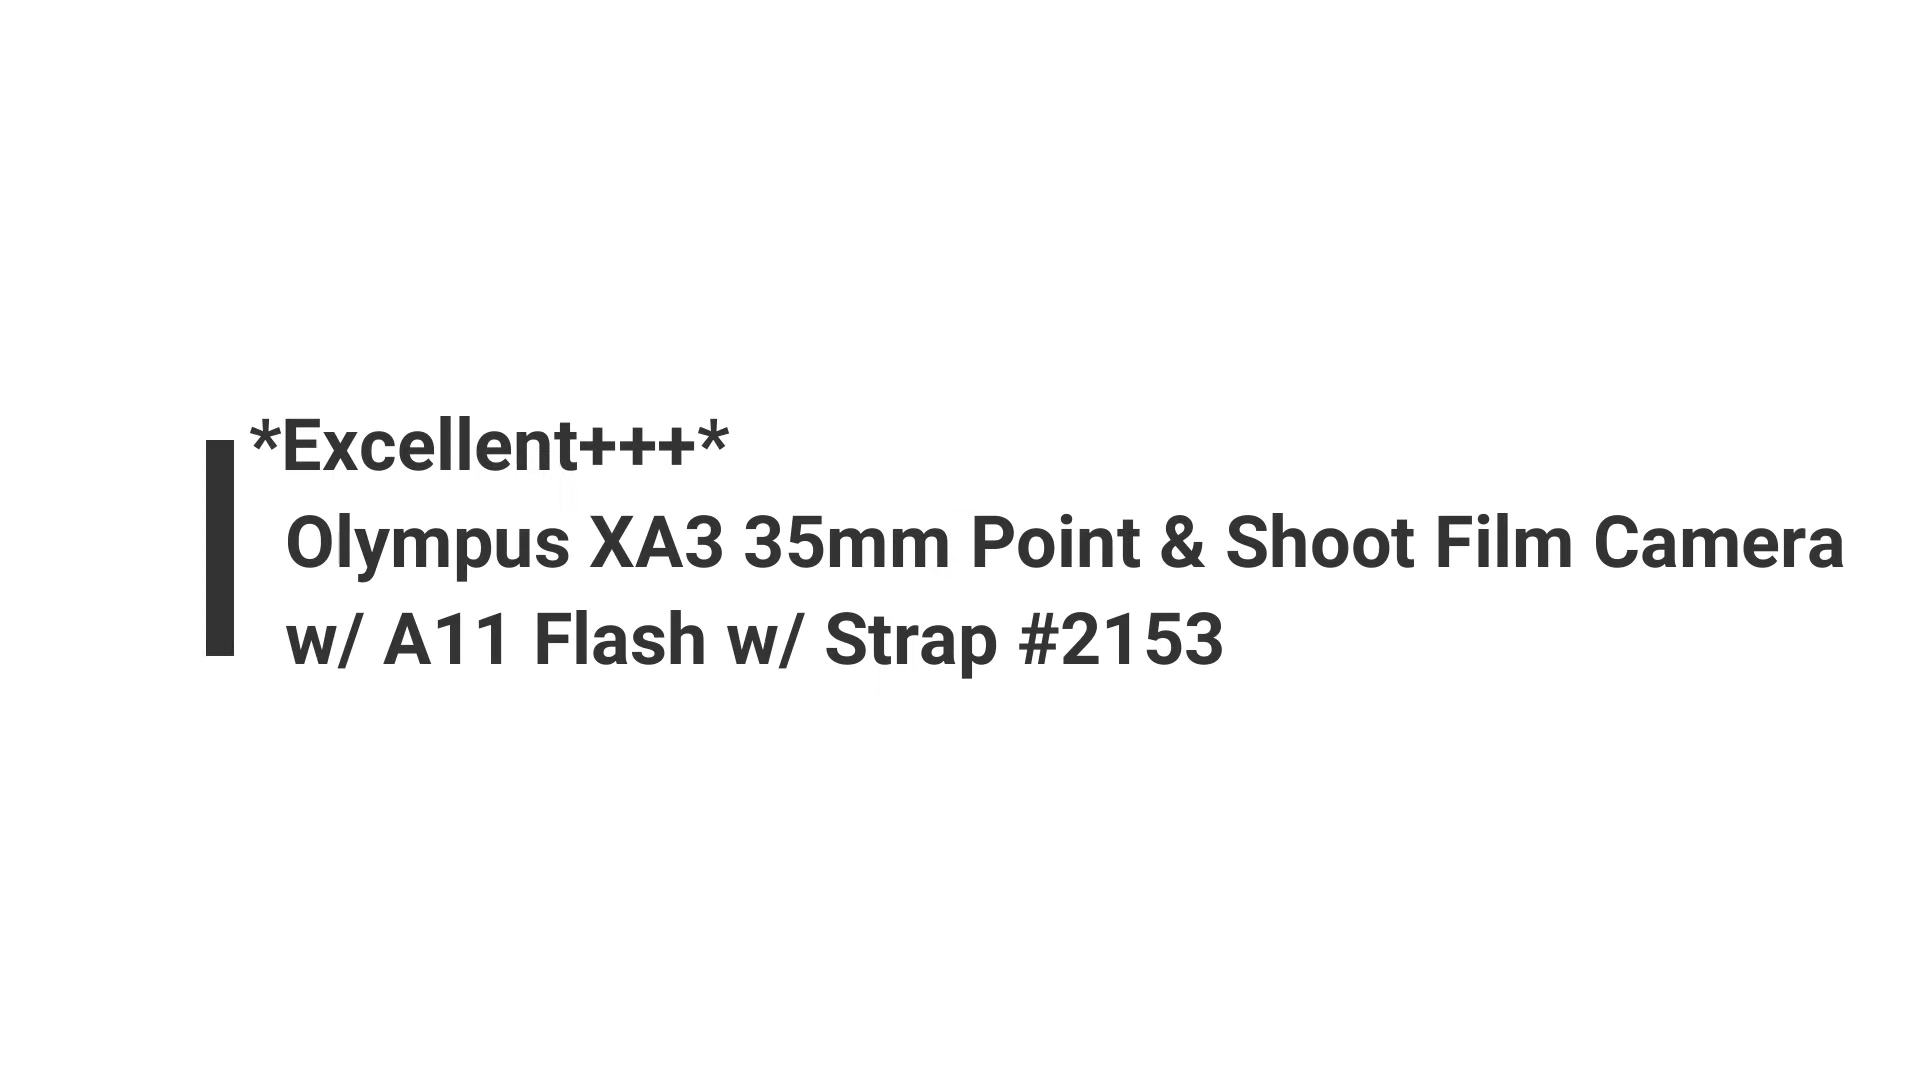 *Excellent+++*
Olympus XA3 35mm Point & Shoot Film Camera
w/ A11 Flash w/ Strap #2153